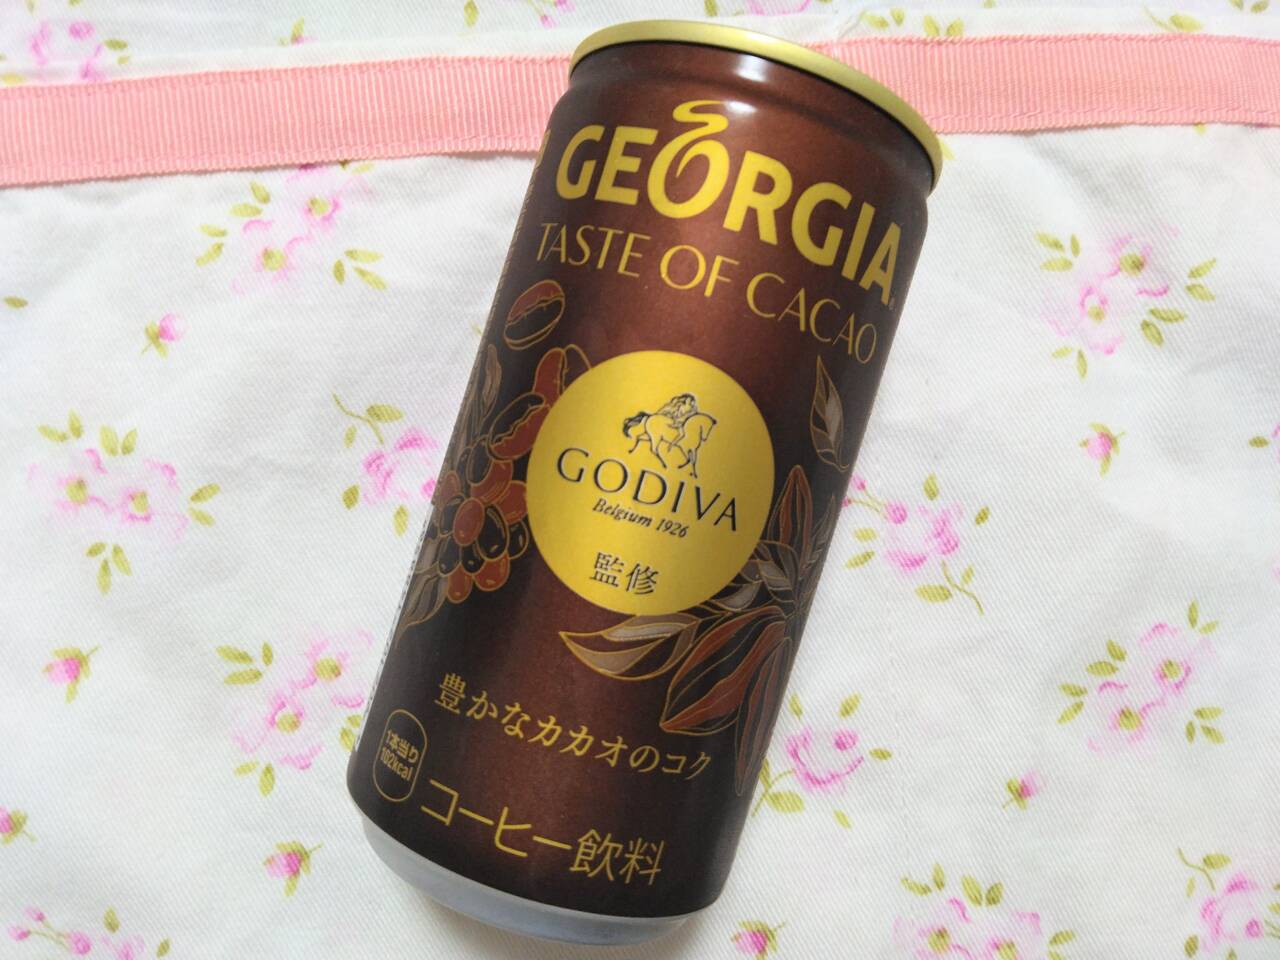 GEORGIA
TASTE OF CACAO
GODIVA
Belgium 1926
監修
豊かなカカオのコク
1本当り
102kcal
コーヒー飲料